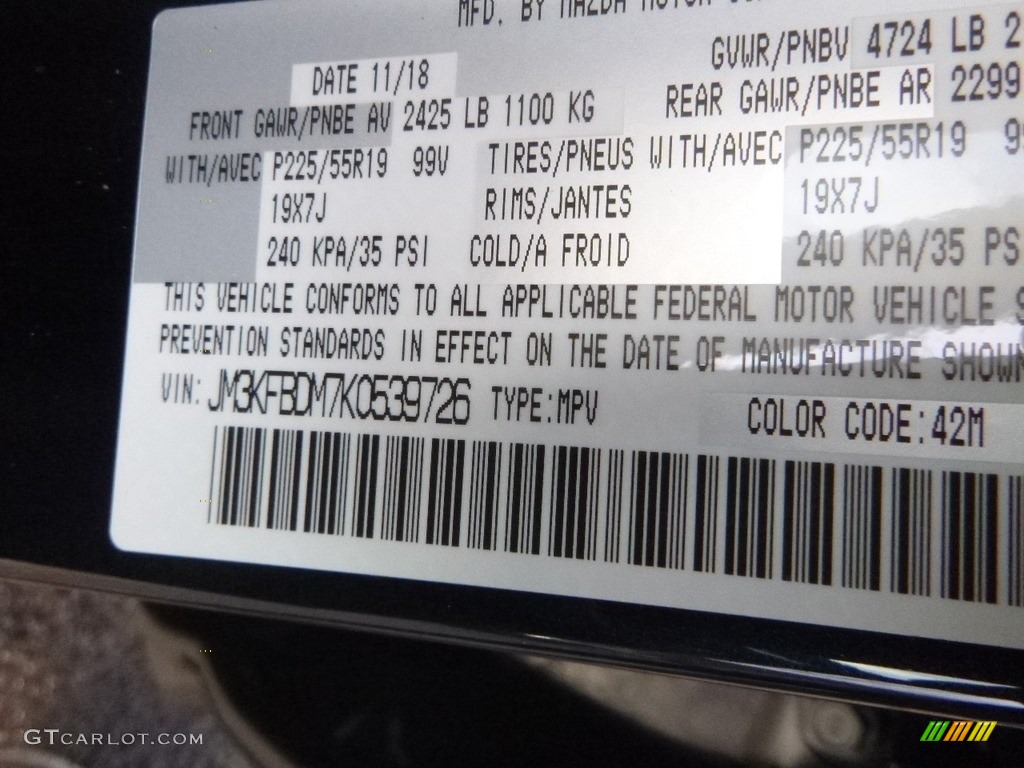 MFD. BY MAZDA MOTOR
GVWR/PNBV 4724 LB 2
DATE 11/18
FRONT GAWR/PNBE AV 2425 LB 1100 KG REAR GAWR/PNBE AR 2299
WITH/AVEC P225/55R19 99V TIRES/PNEUS WITH/AVEC P225/55R19 9
19X7J RIMS/JANTES 19X7J
240 KPA/35 PSI COLD/A FROID 240 KPA/35 PS
THIS VEHICLE CONFORMS TO ALL APPLICABLE FEDERAL MOTOR VEHICLE S
PREVENTION STANDARDS IN EFFECT ON THE DATE OF MANUFACTURE SHOWN
VIN: JM3KFBDM7K0539726 TYPE:MPV COLOR CODE:42M
GTCARLOT.COM